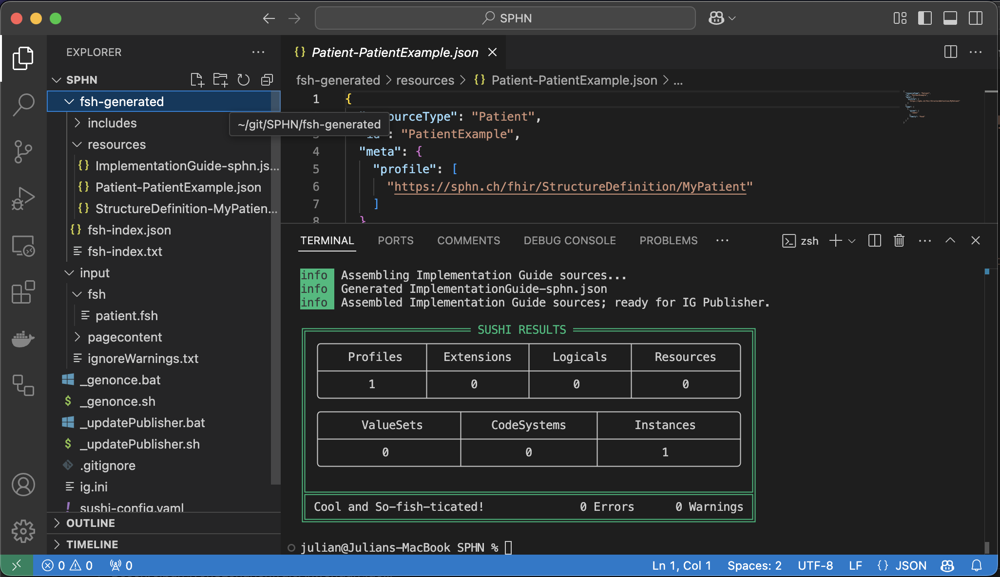 SPHN
EXPLORER
SPHN
fsh-generated
includes
resources
ImplementationGuide-sphn.js...
Patient-PatientExample.json
StructureDefinition-MyPatien...
fsh-index.json
fsh-index.txt
input
fsh
patient.fsh
pagecontent
ignoreWarnings.txt
_genonce.bat
_genonce.sh
_updatePublisher.bat
_updatePublisher.sh
.gitignore
ig.ini
sushi-config.yaml
OUTLINE
TIMELINE
{} Patient-PatientExample.json
fsh-generated > resources > {} Patient-PatientExample.json > ...
~/git/SPHN/fsh-generated
1 {
ourceType": "Patient",
: "PatientExample",
4 "meta": {
5 "profile": [
6 "https://sphn.ch/fhir/StructureDefinition/MyPatient"
7 ]
8 }
TERMINAL PORTS COMMENTS DEBUG CONSOLE PROBLEMS ... zsh
info Assembling Implementation Guide sources...
info Generated ImplementationGuide-sphn.json
info Assembled Implementation Guide sources; ready for IG Publisher.
SUSHI RESULTS
Profiles Extensions Logicals Resources
1 0 0 0
ValueSets CodeSystems Instances
0 0 1
Cool and So-fish-ticated! 0 Errors 0 Warnings
julian@Julians-MacBook SPHN %
0 0 0 Ln 1, Col 1 Spaces: 2 UTF-8 LF {} JSON